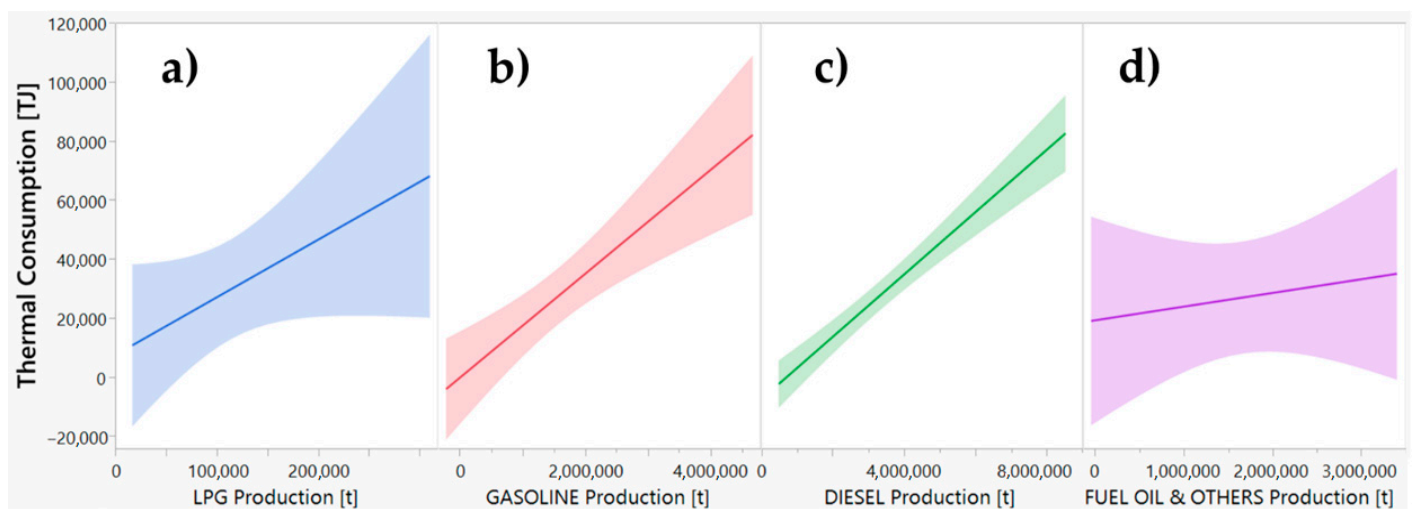 a)
b)
c)
d)
Thermal Consumption [TJ]
120,000
100,000
80,000
60,000
40,000
20,000
0
−20,000
0 100,000 200,000
0 2,000,000 4,000,000
0 4,000,000 8,000,000
0 1,000,000 2,000,000 3,000,000
LPG Production [t]
GASOLINE Production [t]
DIESEL Production [t]
FUEL OIL & OTHERS Production [t]